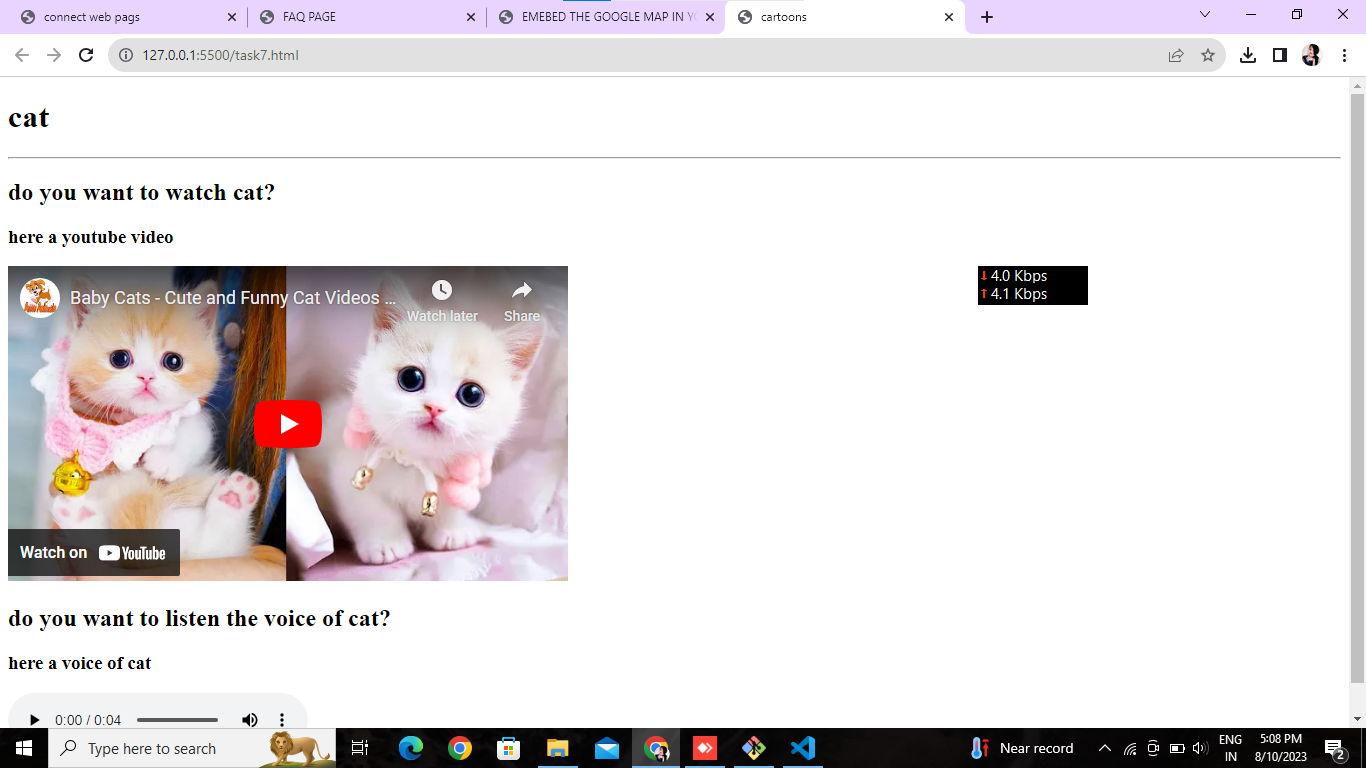 connect web pags
FAQ PAGE
EMEBED THE GOOGLE MAP IN YO
cartoons
127.0.0.1:5500/task7.html
cat
do you want to watch cat?
here a youtube video
Baby Cats - Cute and Funny Cat Videos ...
Watch later
Share
4.0 Kbps
4.1 Kbps
Watch on YouTube
do you want to listen the voice of cat?
here a voice of cat
0:00 / 0:04
Type here to search
Near record
ENG
IN
5:08 PM
8/10/2023
2